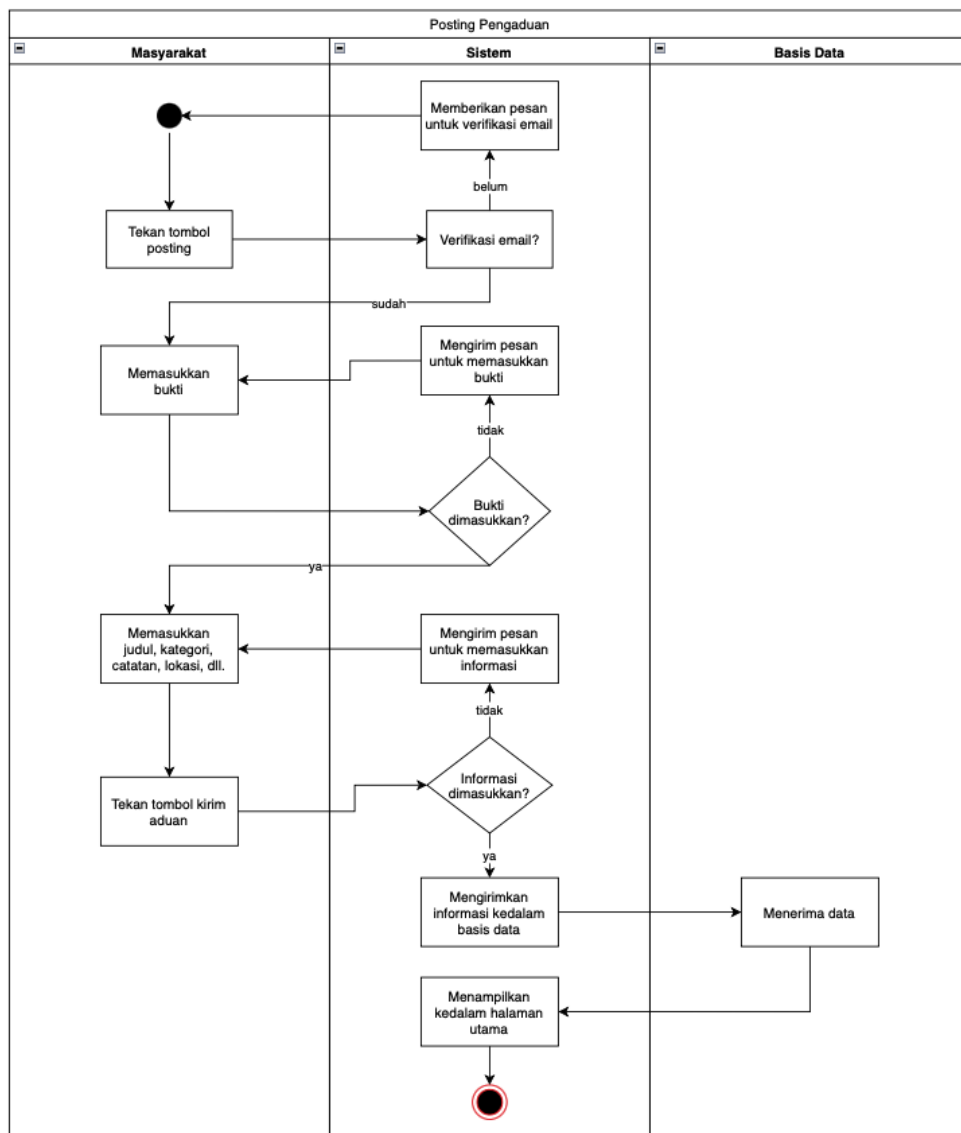 Posting Pengaduan
Masyarakat
Sistem
Basis Data
Memberikan pesan
untuk verifikasi email
belum
Tekan tombol
posting
Verifikasi email?
sudah
Memasukkan
bukti
Mengirim pesan
untuk memasukkan
bukti
tidak
Bukti
dimasukkan?
ya
Memasukkan
judul, kategori,
catatan, lokasi, dll.
Mengirim pesan
untuk memasukkan
informasi
tidak
Tekan tombol kirim
aduan
Informasi
dimasukkan?
ya
Mengirimkan
informasi kedalam
basis data
Menerima data
Menampilkan
kedalam halaman
utama